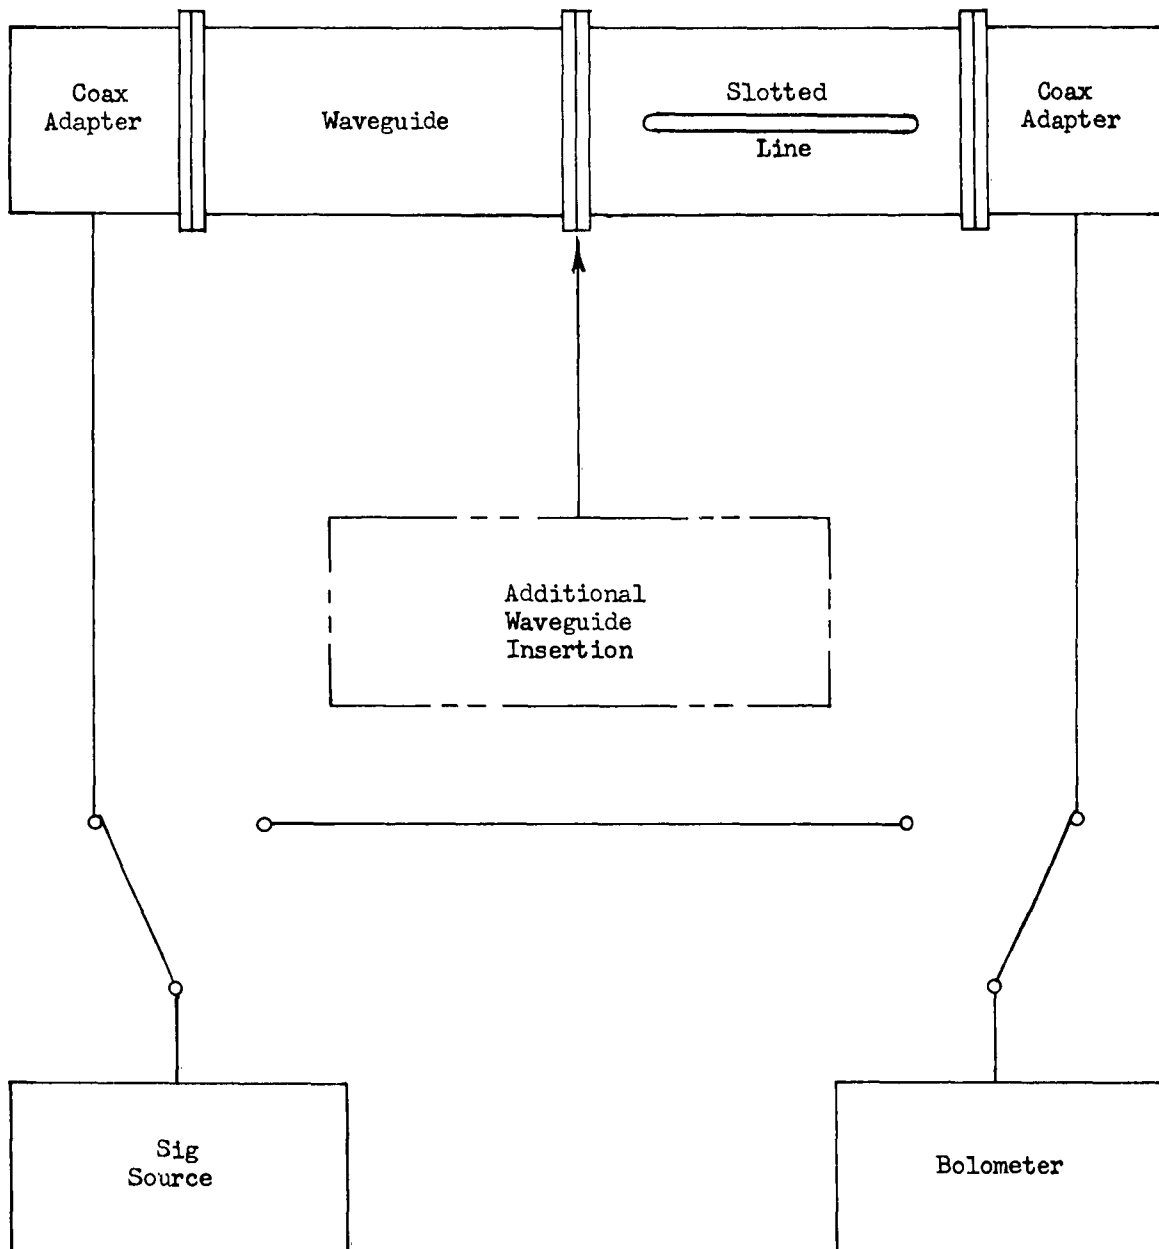 Coax
Adapter
Waveguide
Slotted
Line
Coax
Adapter
Additional
Waveguide
Insertion
Sig
Source
Bolometer